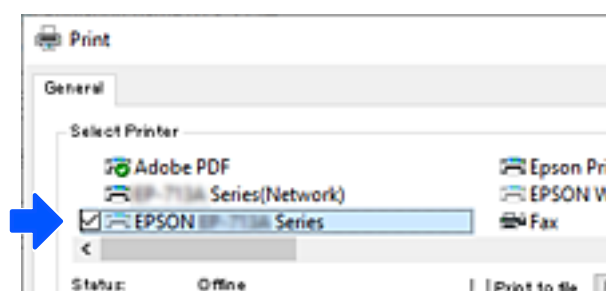 Print
General
Select Printer
Adobe PDF
Epson Pri
Series(Network)
EPSON W
EPSON Series
Fax
Status: Offline
Print to file